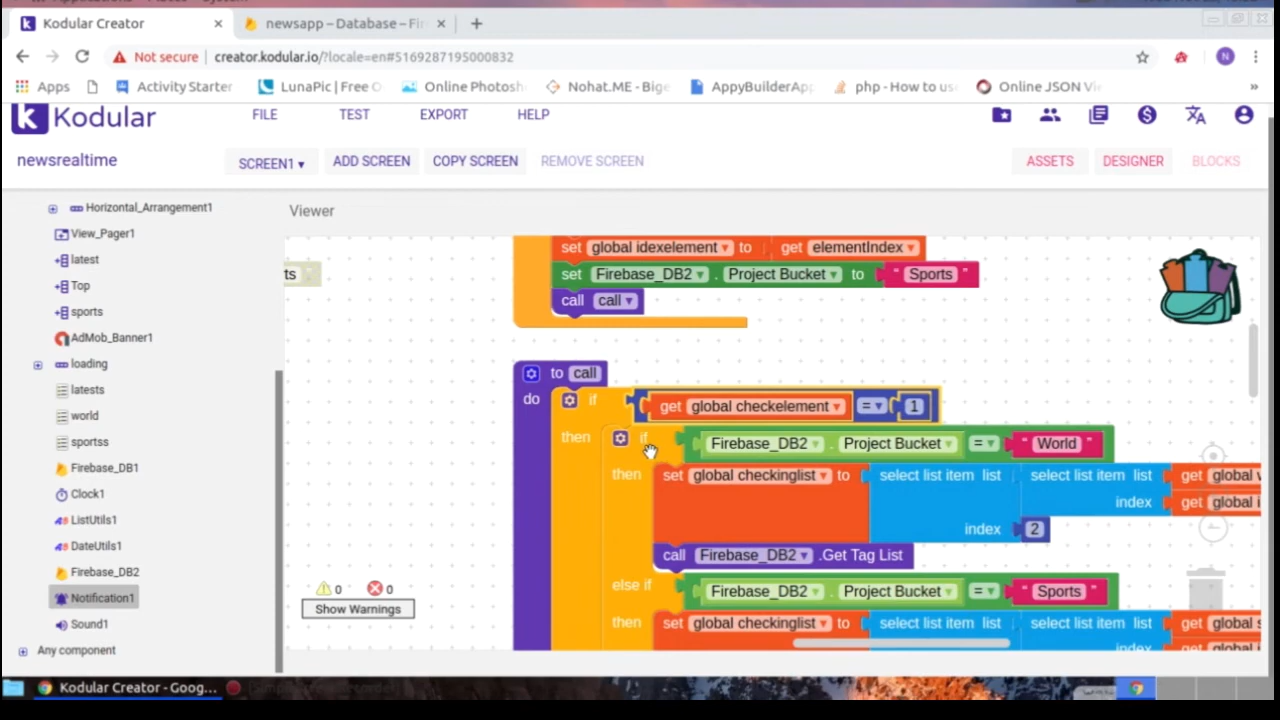 Kodular Creator
newsapp – Database – Fi
Not secure
creator.kodular.io/?locale=en#5169287195000832
N
Apps
Activity Starter
LunaPic | Free O
Online Photosh
Nohat.ME - Bige
AppyBuilderAp
php - How to us
Online JSON Vi
»
Kodular
FILE
TEST
EXPORT
HELP
newsrealtime
SCREEN1 ▾
ADD SCREEN
COPY SCREEN
REMOVE SCREEN
ASSETS
DESIGNER
BLOCKS
Horizontal_Arrangement1
View_Pager1
latest
Top
sports
AdMob_Banner1
loading
latests
world
sportss
Firebase_DB1
Clock1
ListUtils1
DateUtils1
Firebase_DB2
Notification1
Sound1
Any component
Viewer
ts
set global idexelement to get elementIndex
set Firebase_DB2 . Project Bucket to “ Sports ”
call call
to call
do if get global checkelement = 1
then if Firebase_DB2 . Project Bucket = “ World ”
then set global checkinglist to select list item list select list item list get global w
index get global i
index 2
call Firebase_DB2 .Get Tag List
else if Firebase_DB2 . Project Bucket = “ Sports ”
then set global checkinglist to select list item list select list item list get global s
0 0
Show Warnings
Kodular Creator - Goog...